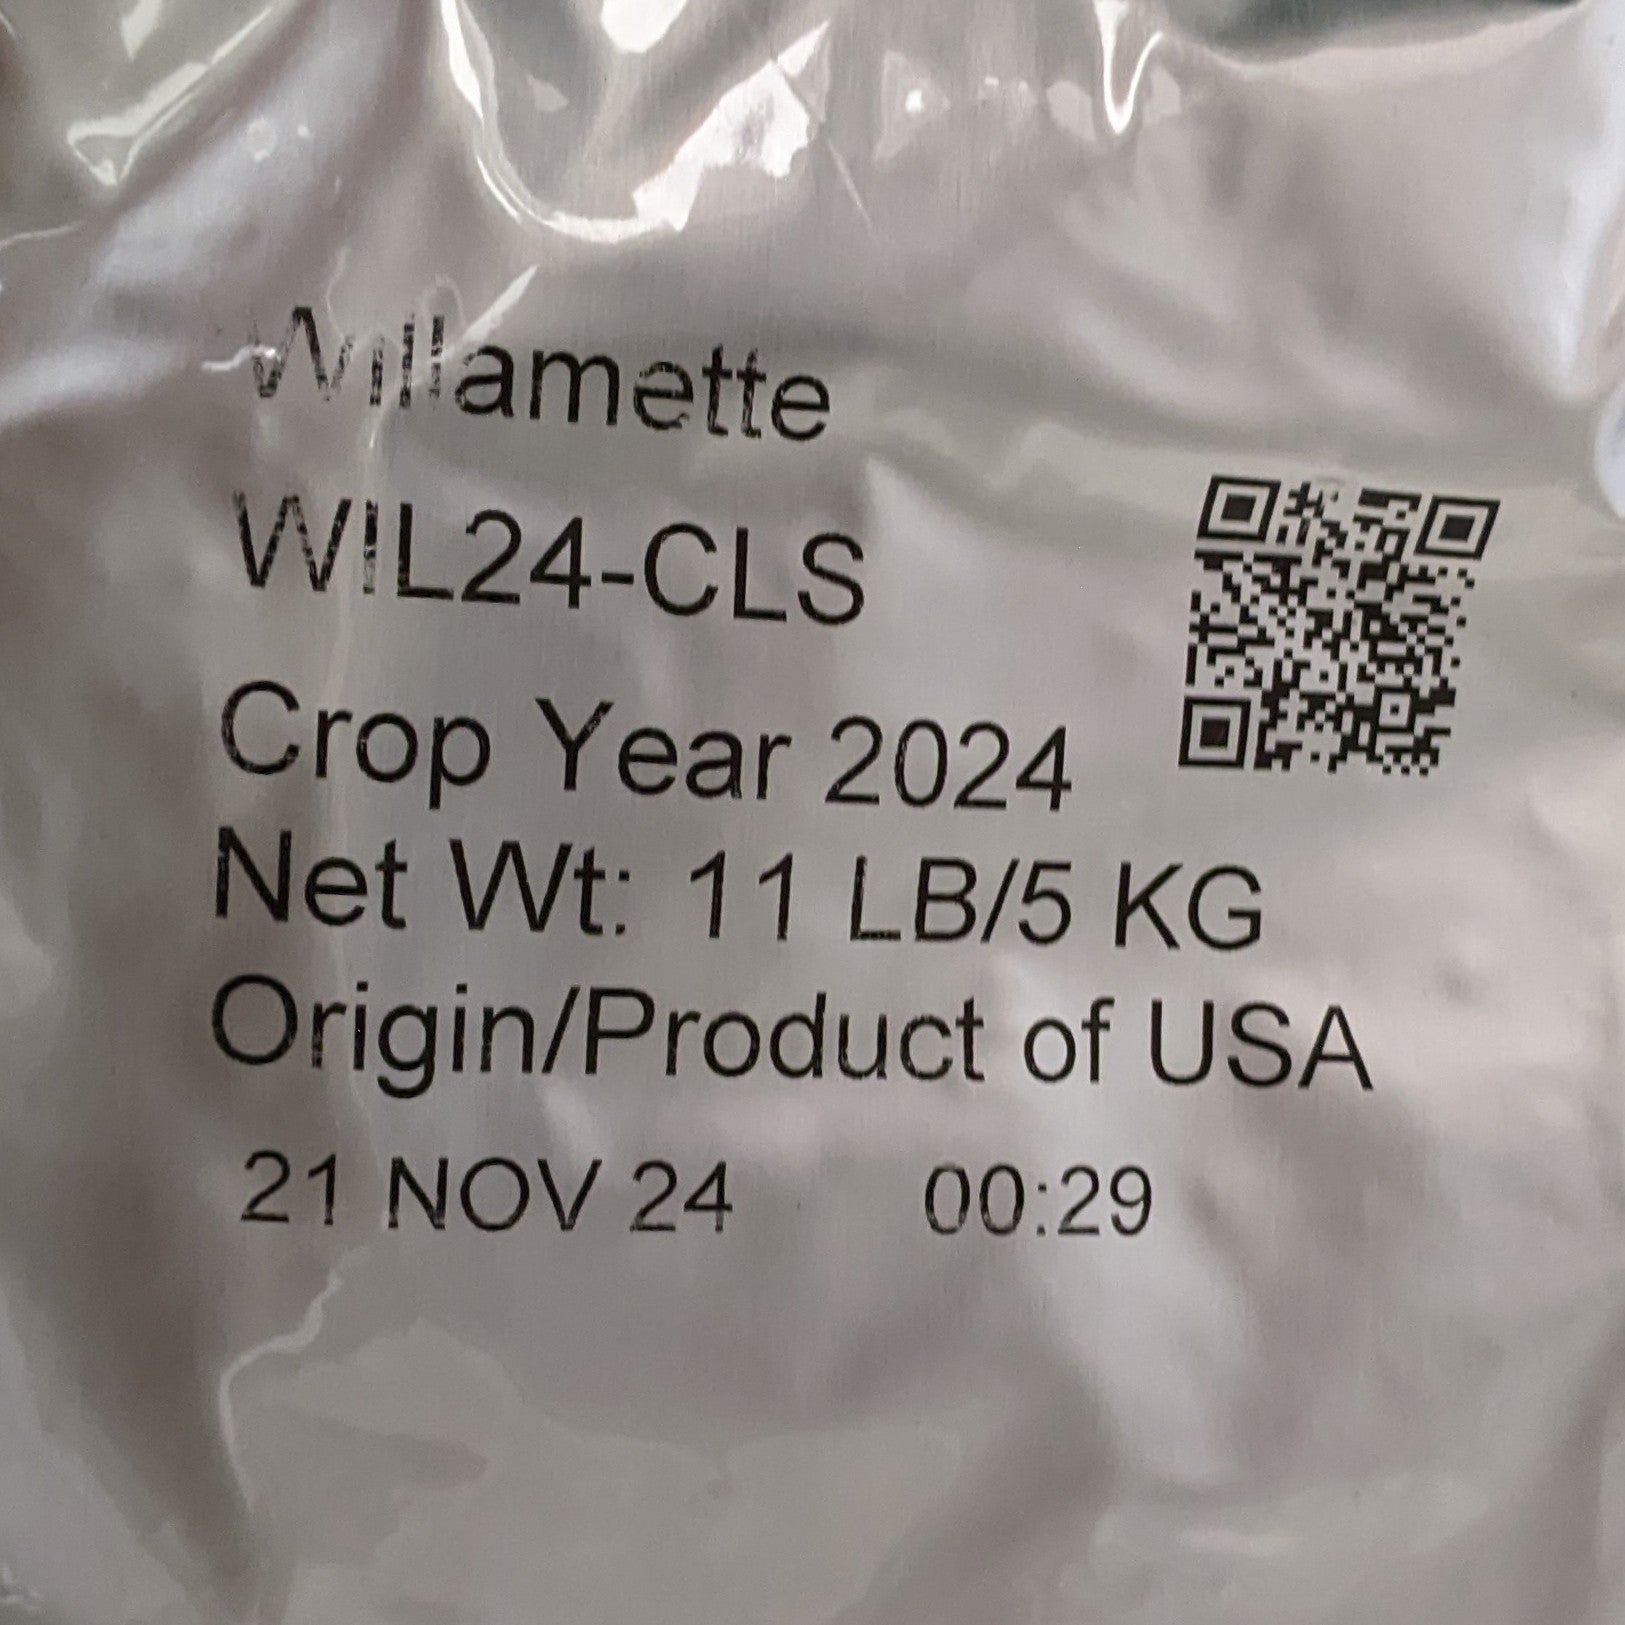 Willamette
WIL24-CLS
Crop Year 2024
Net Wt: 11 LB/5 KG
Origin/Product of USA
21 NOV 24 00:29